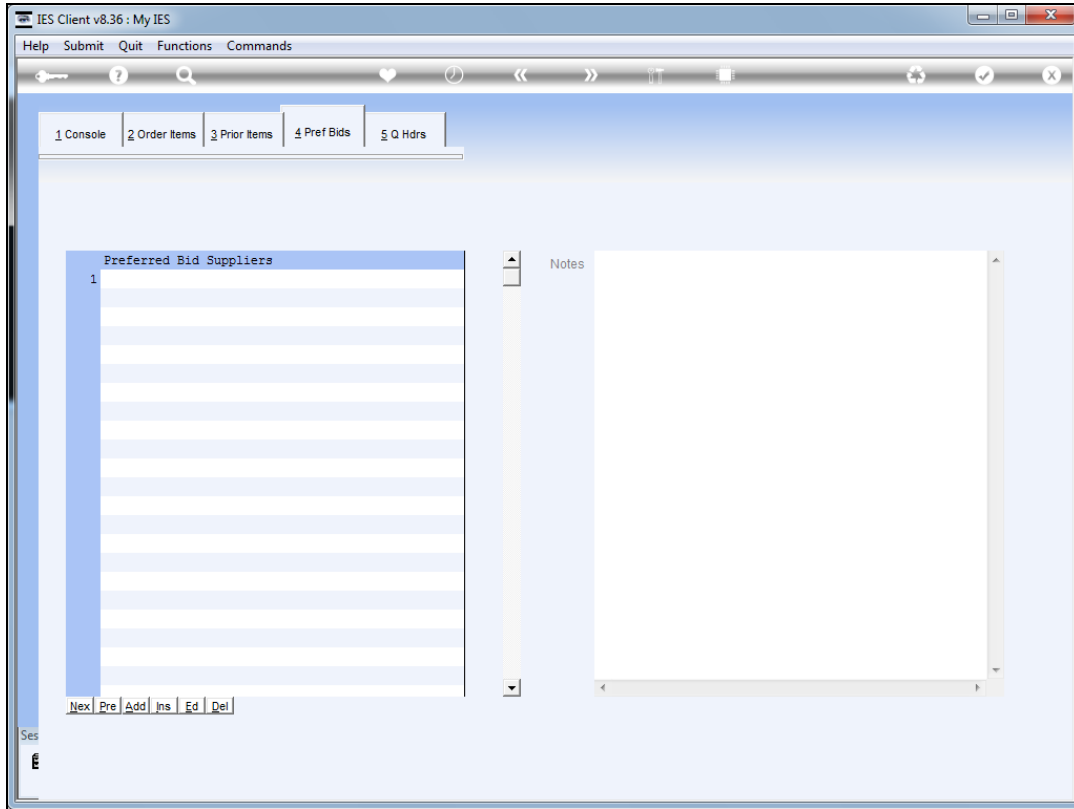 IES Client v8.36 : My IES
Help Submit Quit Functions Commands
1 Console 2 Order Items 3 Prior Items 4 Pref Bids 5 Q Hdrs
Preferred Bid Suppliers
Notes
1
Nex Pre Add Ins Ed Del
Ses